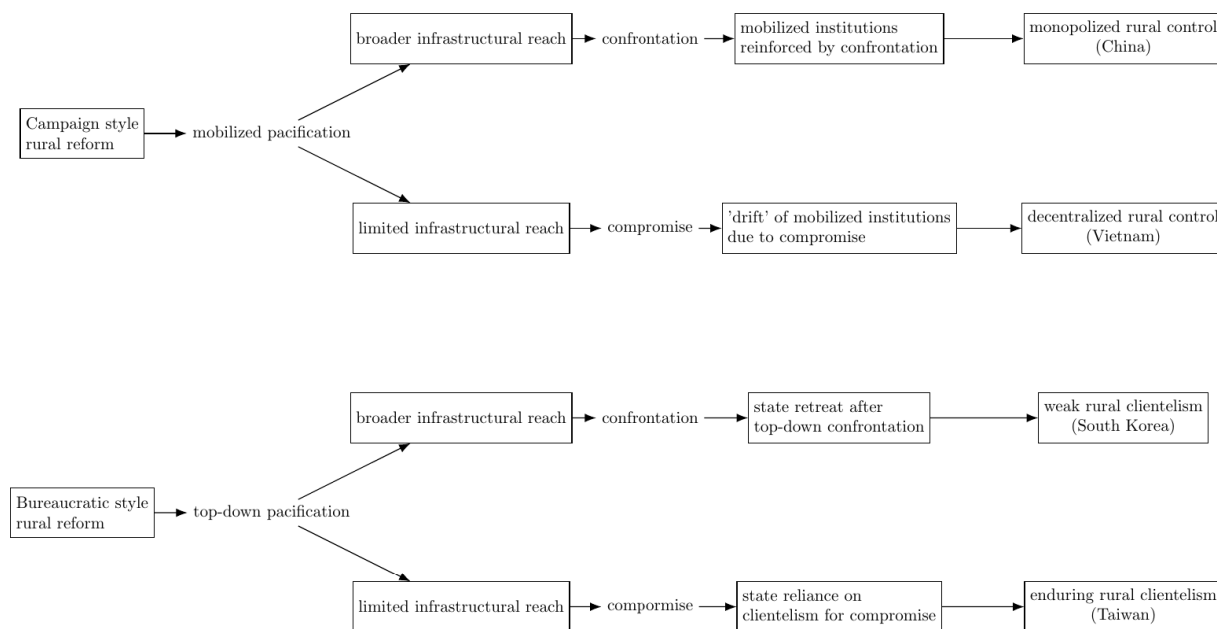 broader infrastructural reach
confrontation
mobilized institutions
reinforced by confrontation
monopolized rural control
(China)
Campaign style
rural reform
mobilized pacification
limited infrastructural reach
compromise
'drift' of mobilized institutions
due to compromise
decentralized rural control
(Vietnam)
broader infrastructural reach
confrontation
state retreat after
top-down confrontation
weak rural clientelism
(South Korea)
Bureaucratic style
rural reform
top-down pacification
limited infrastructural reach
compormise
state reliance on
clientelism for compromise
enduring rural clientelism
(Taiwan)